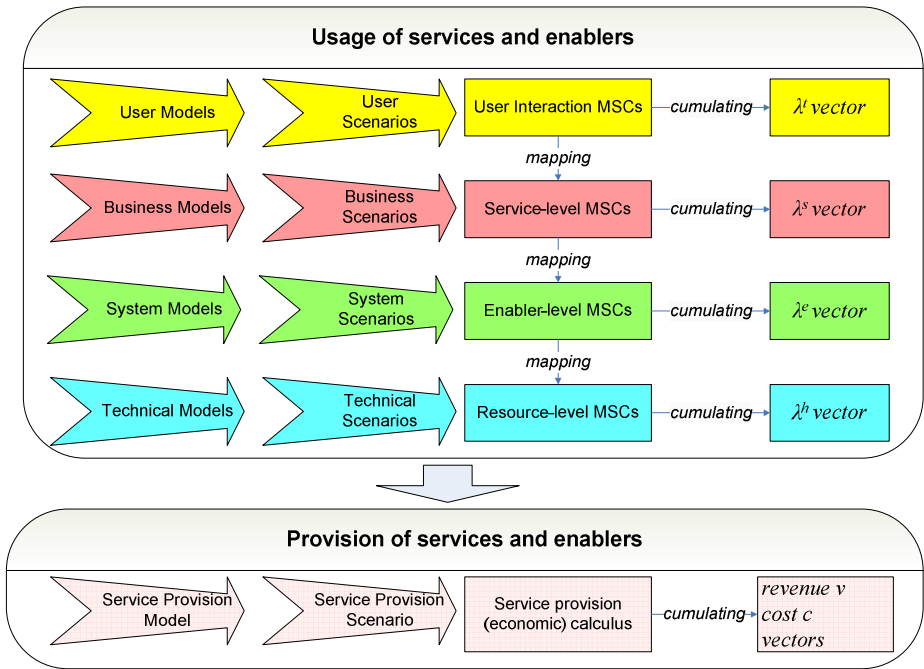 Usage of services and enablers
User Models
User
Scenarios
User Interaction MSCs
cumulating
λᵗ vector
mapping
Business Models
Business
Scenarios
Service-level MSCs
cumulating
λˢ vector
mapping
System Models
System
Scenarios
Enabler-level MSCs
cumulating
λᵉ vector
mapping
Technical Models
Technical
Scenarios
Resource-level MSCs
cumulating
λʰ vector
Provision of services and enablers
Service Provision
Model
Service Provision
Scenario
Service provision
(economic) calculus
cumulating
revenue v
cost c
vectors